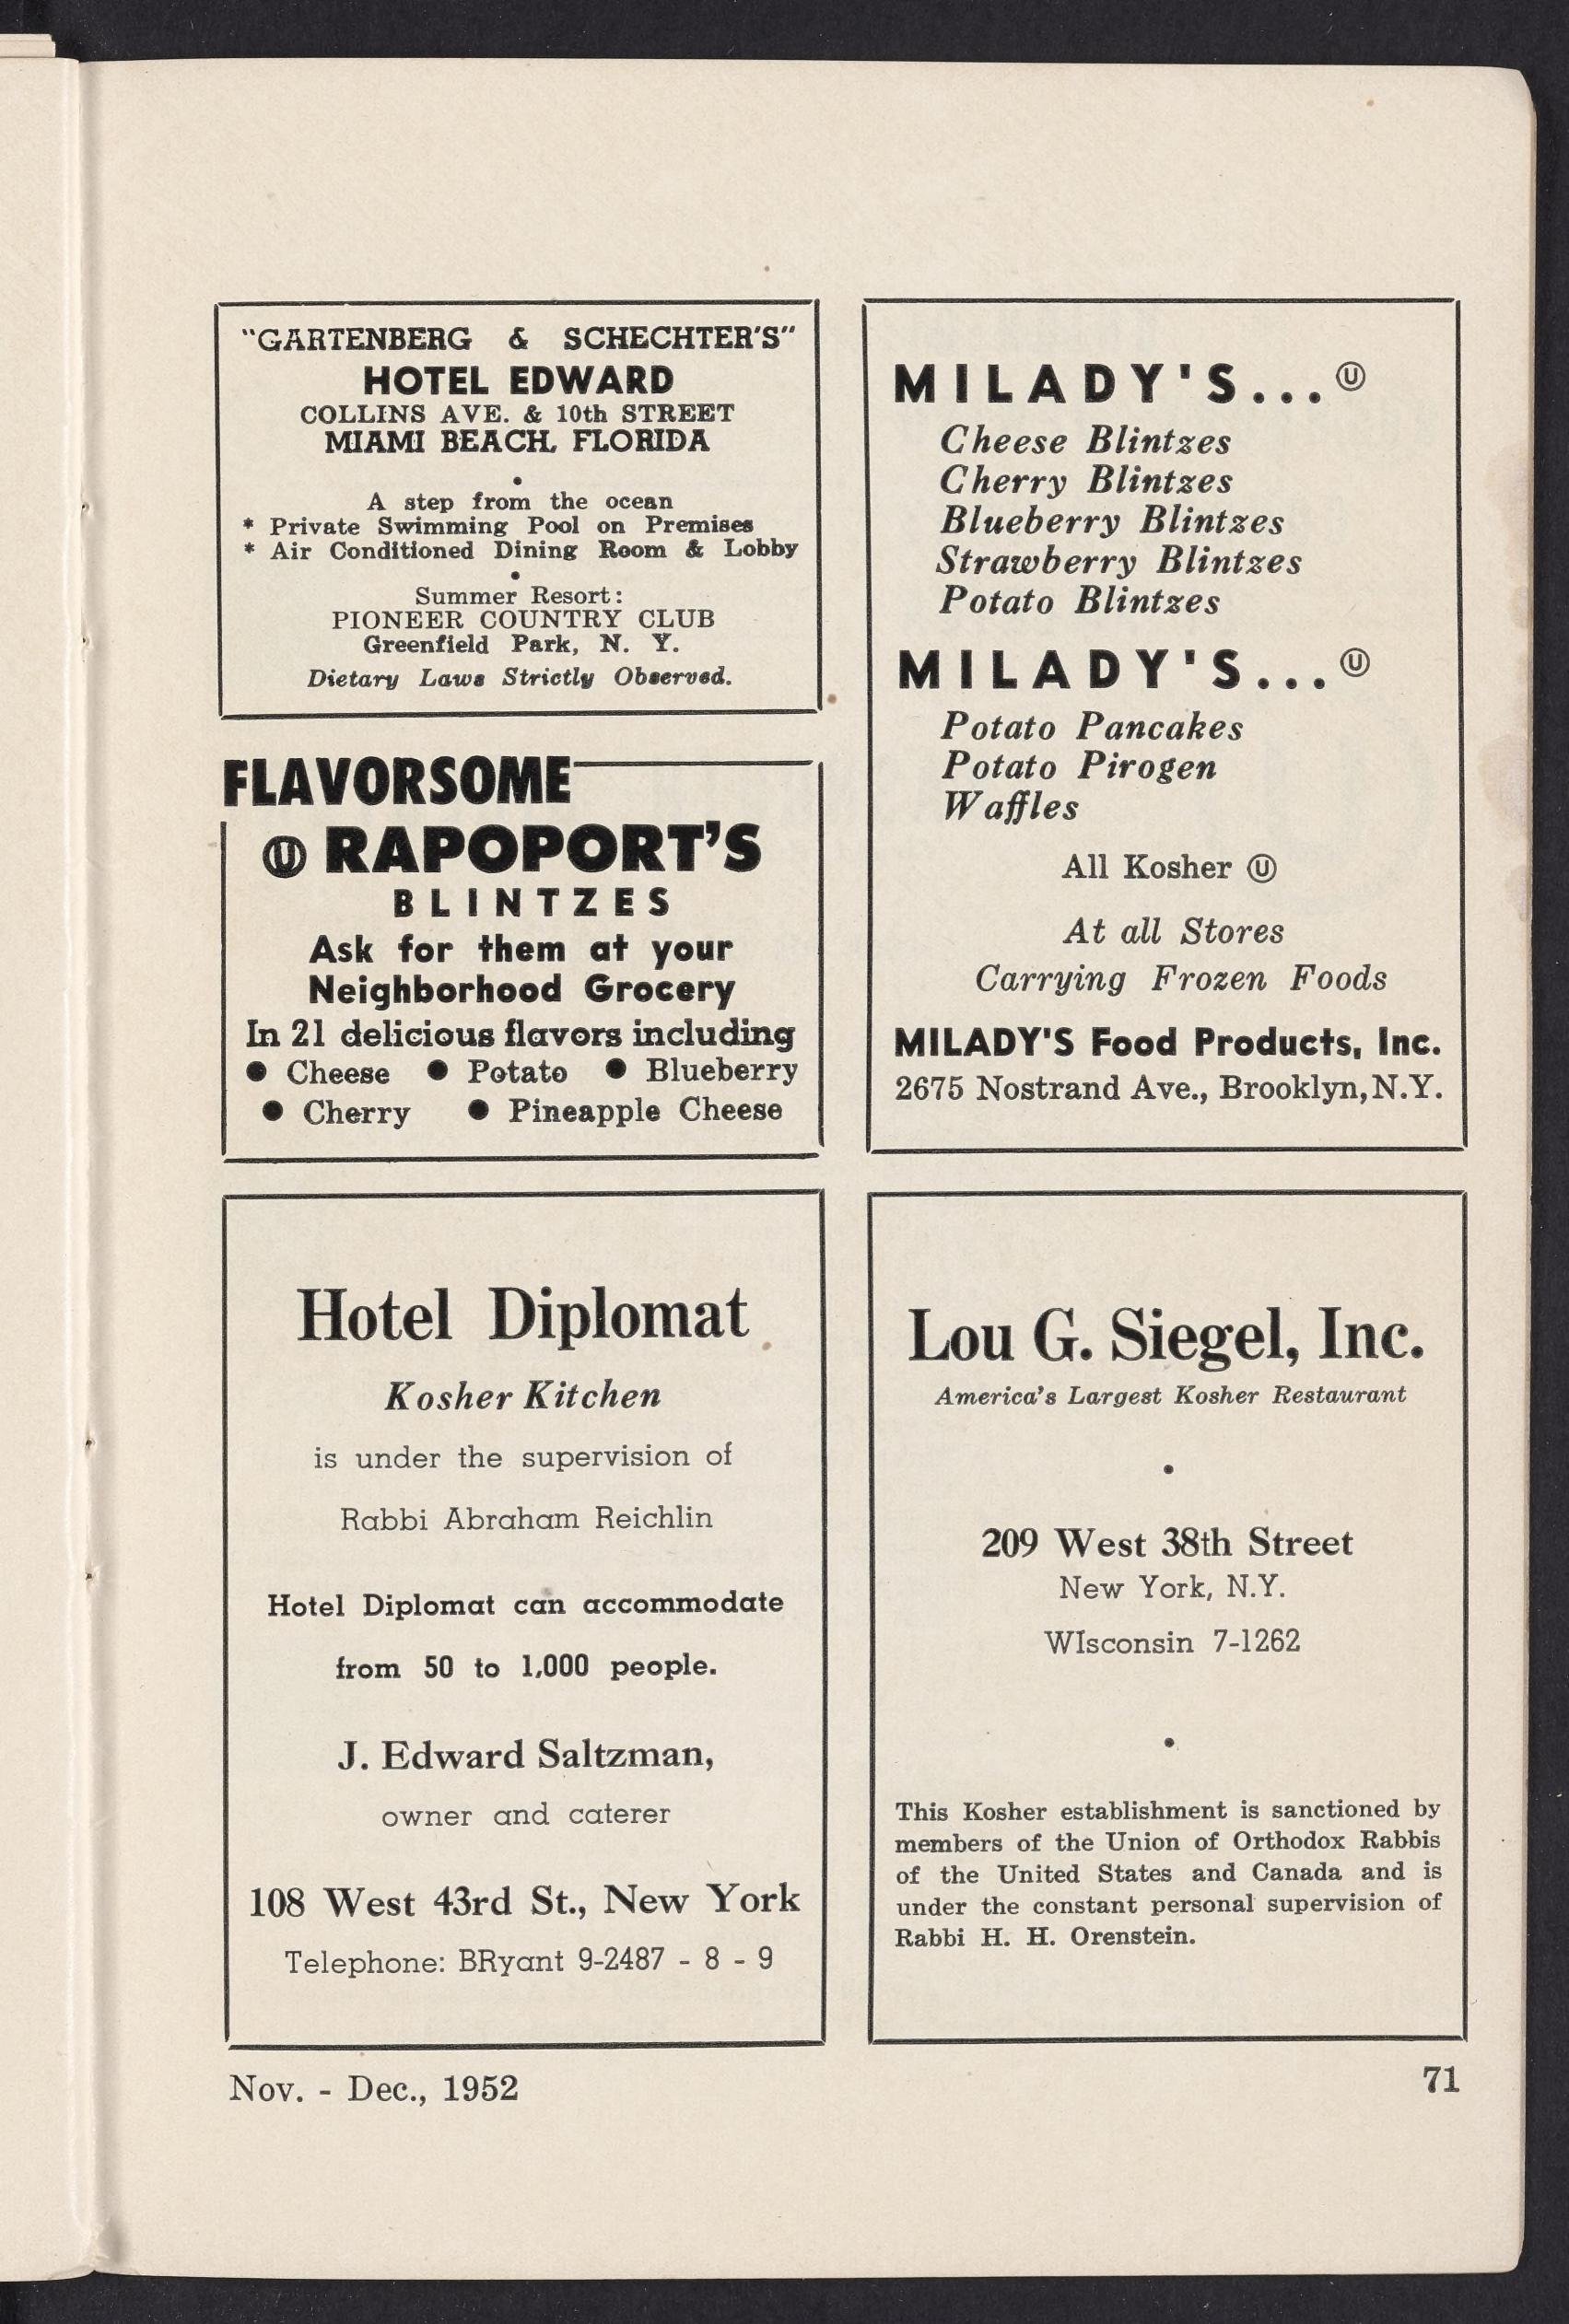 "GARTENBERG & SCHECHTER'S"
HOTEL EDWARD
COLLINS AVE. & 10th STREET
MIAMI BEACH, FLORIDA
•
A step from the ocean
* Private Swimming Pool on Premises
* Air Conditioned Dining Room & Lobby
•
Summer Resort:
PIONEER COUNTRY CLUB
Greenfield Park, N. Y.
Dietary Laws Strictly Observed.
FLAVORSOME
Ⓤ RAPOPORT'S
BLINTZES
Ask for them at your
Neighborhood Grocery
In 21 delicious flavors including
● Cheese ● Potato ● Blueberry
● Cherry ● Pineapple Cheese
MILADY'S...Ⓤ
Cheese Blintzes
Cherry Blintzes
Blueberry Blintzes
Strawberry Blintzes
Potato Blintzes
MILADY'S...Ⓤ
Potato Pancakes
Potato Pirogen
Waffles
All Kosher Ⓤ
At all Stores
Carrying Frozen Foods
MILADY'S Food Products, Inc.
2675 Nostrand Ave., Brooklyn, N.Y.
Hotel Diplomat
Kosher Kitchen
is under the supervision of
Rabbi Abraham Reichlin
Hotel Diplomat can accommodate
from 50 to 1,000 people.
J. Edward Saltzman,
owner and caterer
108 West 43rd St., New York
Telephone: BRyant 9-2487 - 8 - 9
Lou G. Siegel, Inc.
America's Largest Kosher Restaurant
•
209 West 38th Street
New York, N.Y.
WIsconsin 7-1262
•
This Kosher establishment is sanctioned by
members of the Union of Orthodox Rabbis
of the United States and Canada and is
under the constant personal supervision of
Rabbi H. H. Orenstein.
Nov. - Dec., 1952
71